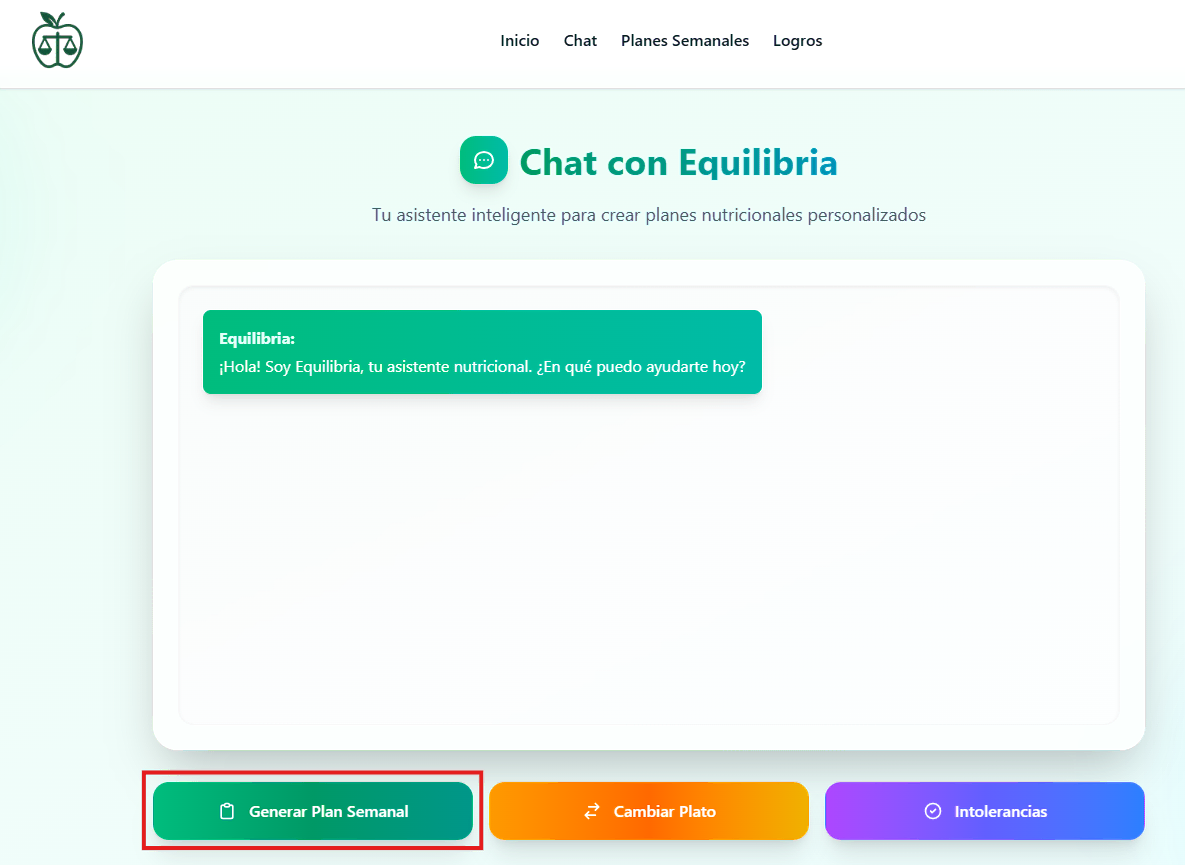 Inicio Chat Planes Semanales Logros
Chat con Equilibria
Tu asistente inteligente para crear planes nutricionales personalizados
Equilibria:
¡Hola! Soy Equilibria, tu asistente nutricional. ¿En qué puedo ayudarte hoy?
Generar Plan Semanal Cambiar Plato Intolerancias